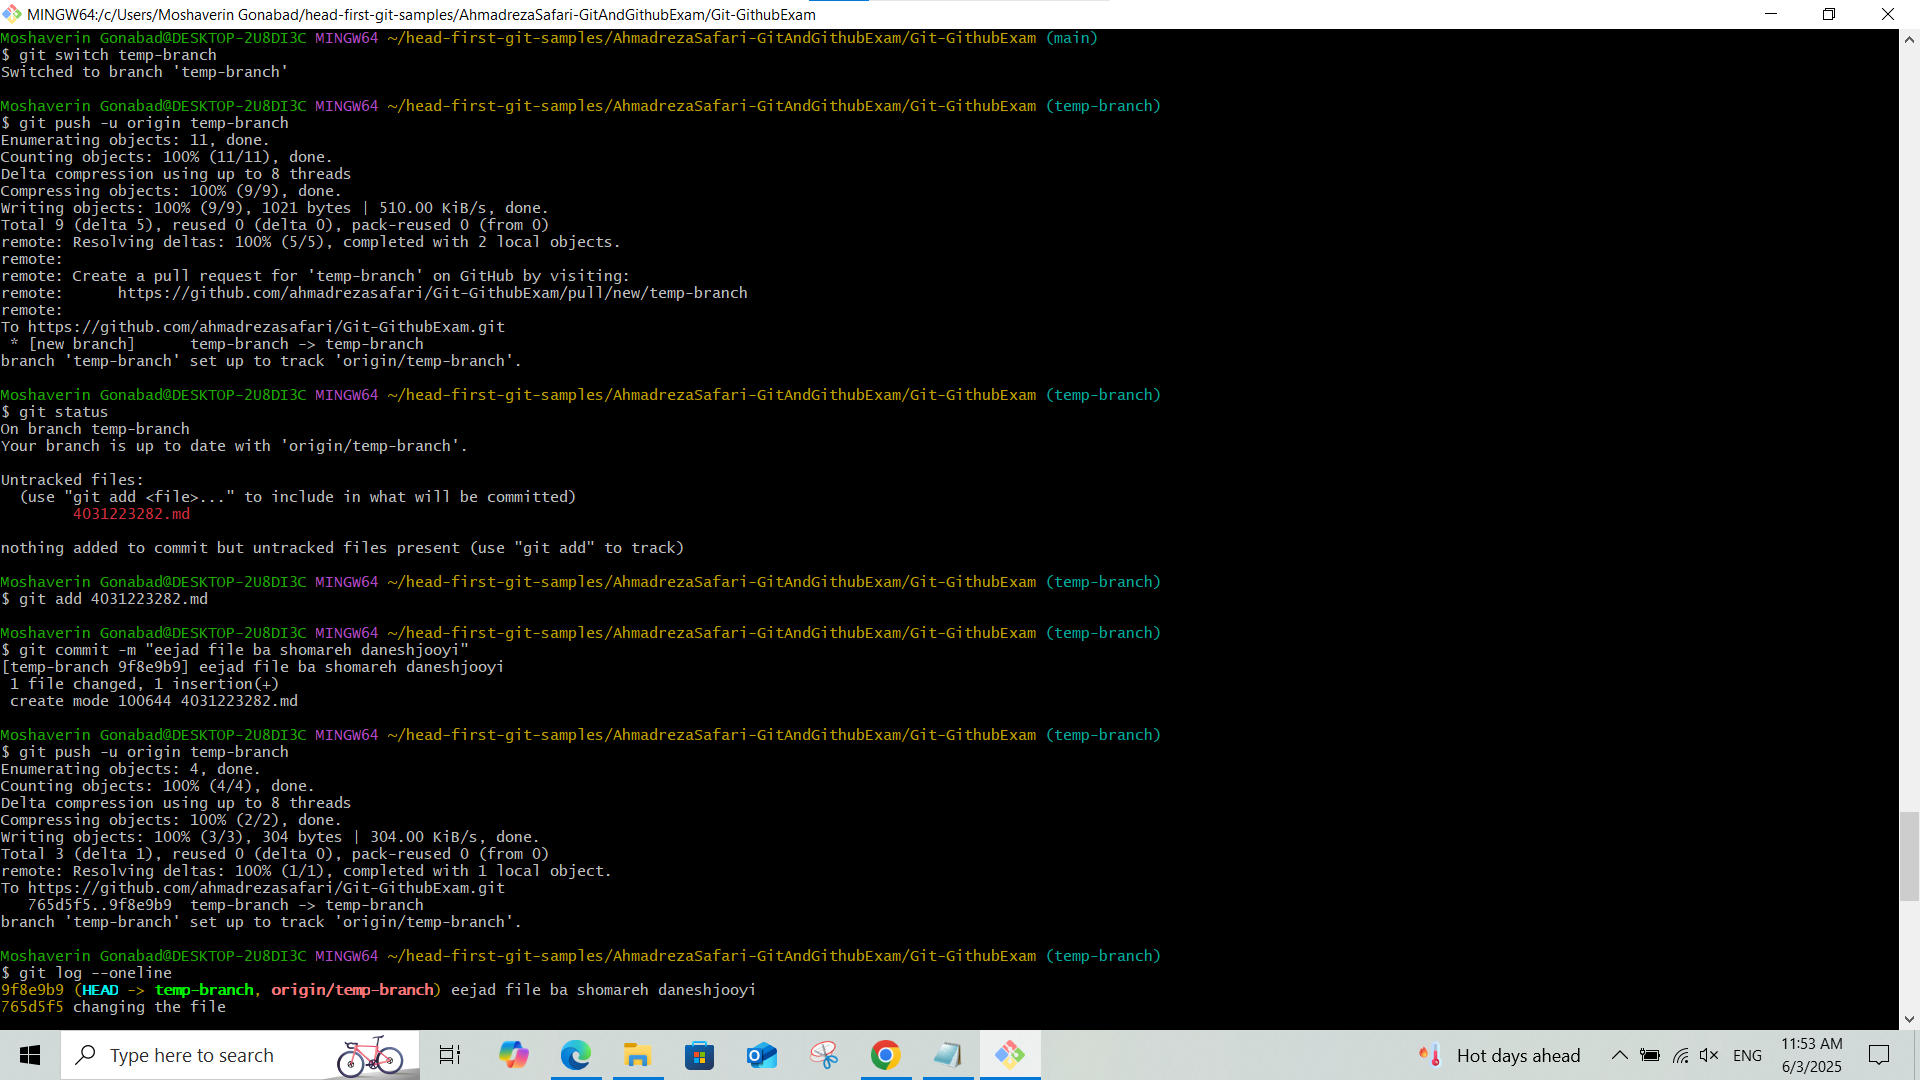 MINGW64:/c/Users/Moshaverin Gonabad/head-first-git-samples/AhmadrezaSafari-GitAndGithubExam/Git-GithubExam
Moshaverin Gonabad@DESKTOP-2U8DI3C MINGW64 ~/head-first-git-samples/AhmadrezaSafari-GitAndGithubExam/Git-GithubExam (main)
$ git switch temp-branch
Switched to branch 'temp-branch'
Moshaverin Gonabad@DESKTOP-2U8DI3C MINGW64 ~/head-first-git-samples/AhmadrezaSafari-GitAndGithubExam/Git-GithubExam (temp-branch)
$ git push -u origin temp-branch
Enumerating objects: 11, done.
Counting objects: 100% (11/11), done.
Delta compression using up to 8 threads
Compressing objects: 100% (9/9), done.
Writing objects: 100% (9/9), 1021 bytes | 510.00 KiB/s, done.
Total 9 (delta 5), reused 0 (delta 0), pack-reused 0 (from 0)
remote: Resolving deltas: 100% (5/5), completed with 2 local objects.
remote:
remote: Create a pull request for 'temp-branch' on GitHub by visiting:
remote:      https://github.com/ahmadrezasafari/Git-GithubExam/pull/new/temp-branch
remote:
To https://github.com/ahmadrezasafari/Git-GithubExam.git
 * [new branch]      temp-branch -> temp-branch
branch 'temp-branch' set up to track 'origin/temp-branch'.
Moshaverin Gonabad@DESKTOP-2U8DI3C MINGW64 ~/head-first-git-samples/AhmadrezaSafari-GitAndGithubExam/Git-GithubExam (temp-branch)
$ git status
On branch temp-branch
Your branch is up to date with 'origin/temp-branch'.
Untracked files:
  (use "git add <file>..." to include in what will be committed)
        4031223282.md
nothing added to commit but untracked files present (use "git add" to track)
Moshaverin Gonabad@DESKTOP-2U8DI3C MINGW64 ~/head-first-git-samples/AhmadrezaSafari-GitAndGithubExam/Git-GithubExam (temp-branch)
$ git add 4031223282.md
Moshaverin Gonabad@DESKTOP-2U8DI3C MINGW64 ~/head-first-git-samples/AhmadrezaSafari-GitAndGithubExam/Git-GithubExam (temp-branch)
$ git commit -m "eejad file ba shomareh daneshjooyi"
[temp-branch 9f8e9b9] eejad file ba shomareh daneshjooyi
 1 file changed, 1 insertion(+)
 create mode 100644 4031223282.md
Moshaverin Gonabad@DESKTOP-2U8DI3C MINGW64 ~/head-first-git-samples/AhmadrezaSafari-GitAndGithubExam/Git-GithubExam (temp-branch)
$ git push -u origin temp-branch
Enumerating objects: 4, done.
Counting objects: 100% (4/4), done.
Delta compression using up to 8 threads
Compressing objects: 100% (2/2), done.
Writing objects: 100% (3/3), 304 bytes | 304.00 KiB/s, done.
Total 3 (delta 1), reused 0 (delta 0), pack-reused 0 (from 0)
remote: Resolving deltas: 100% (1/1), completed with 1 local object.
To https://github.com/ahmadrezasafari/Git-GithubExam.git
   765d5f5..9f8e9b9  temp-branch -> temp-branch
branch 'temp-branch' set up to track 'origin/temp-branch'.
Moshaverin Gonabad@DESKTOP-2U8DI3C MINGW64 ~/head-first-git-samples/AhmadrezaSafari-GitAndGithubExam/Git-GithubExam (temp-branch)
$ git log --oneline
9f8e9b9 (HEAD -> temp-branch, origin/temp-branch) eejad file ba shomareh daneshjooyi
765d5f5 changing the file
Type here to search
Hot days ahead
ENG
11:53 AM
6/3/2025